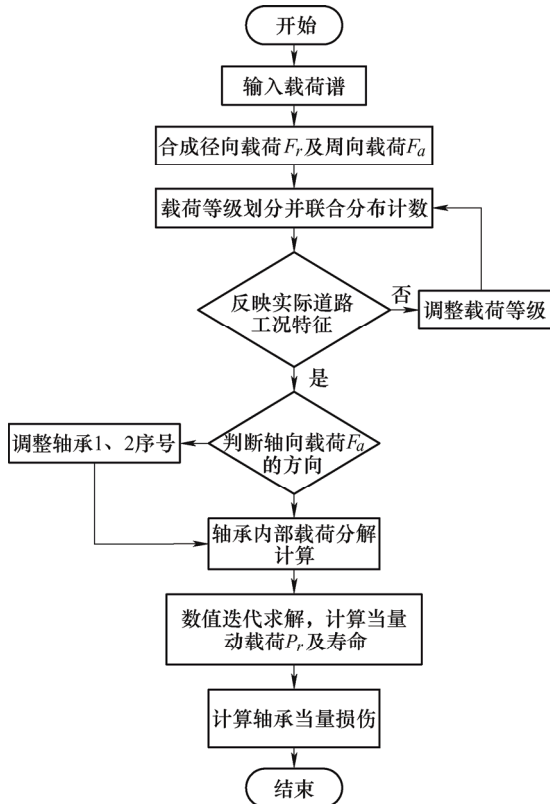 开始
输入载荷谱
合成径向载荷Fr及周向载荷Fa
载荷等级划分并联合分布计数
反映实际道路
工况特征
否
调整载荷等级
是
判断轴向载荷Fa
的方向
调整轴承1、2序号
轴承内部载荷分解
计算
数值迭代求解，计算当量
动载荷Pr及寿命
计算轴承当量损伤
结束